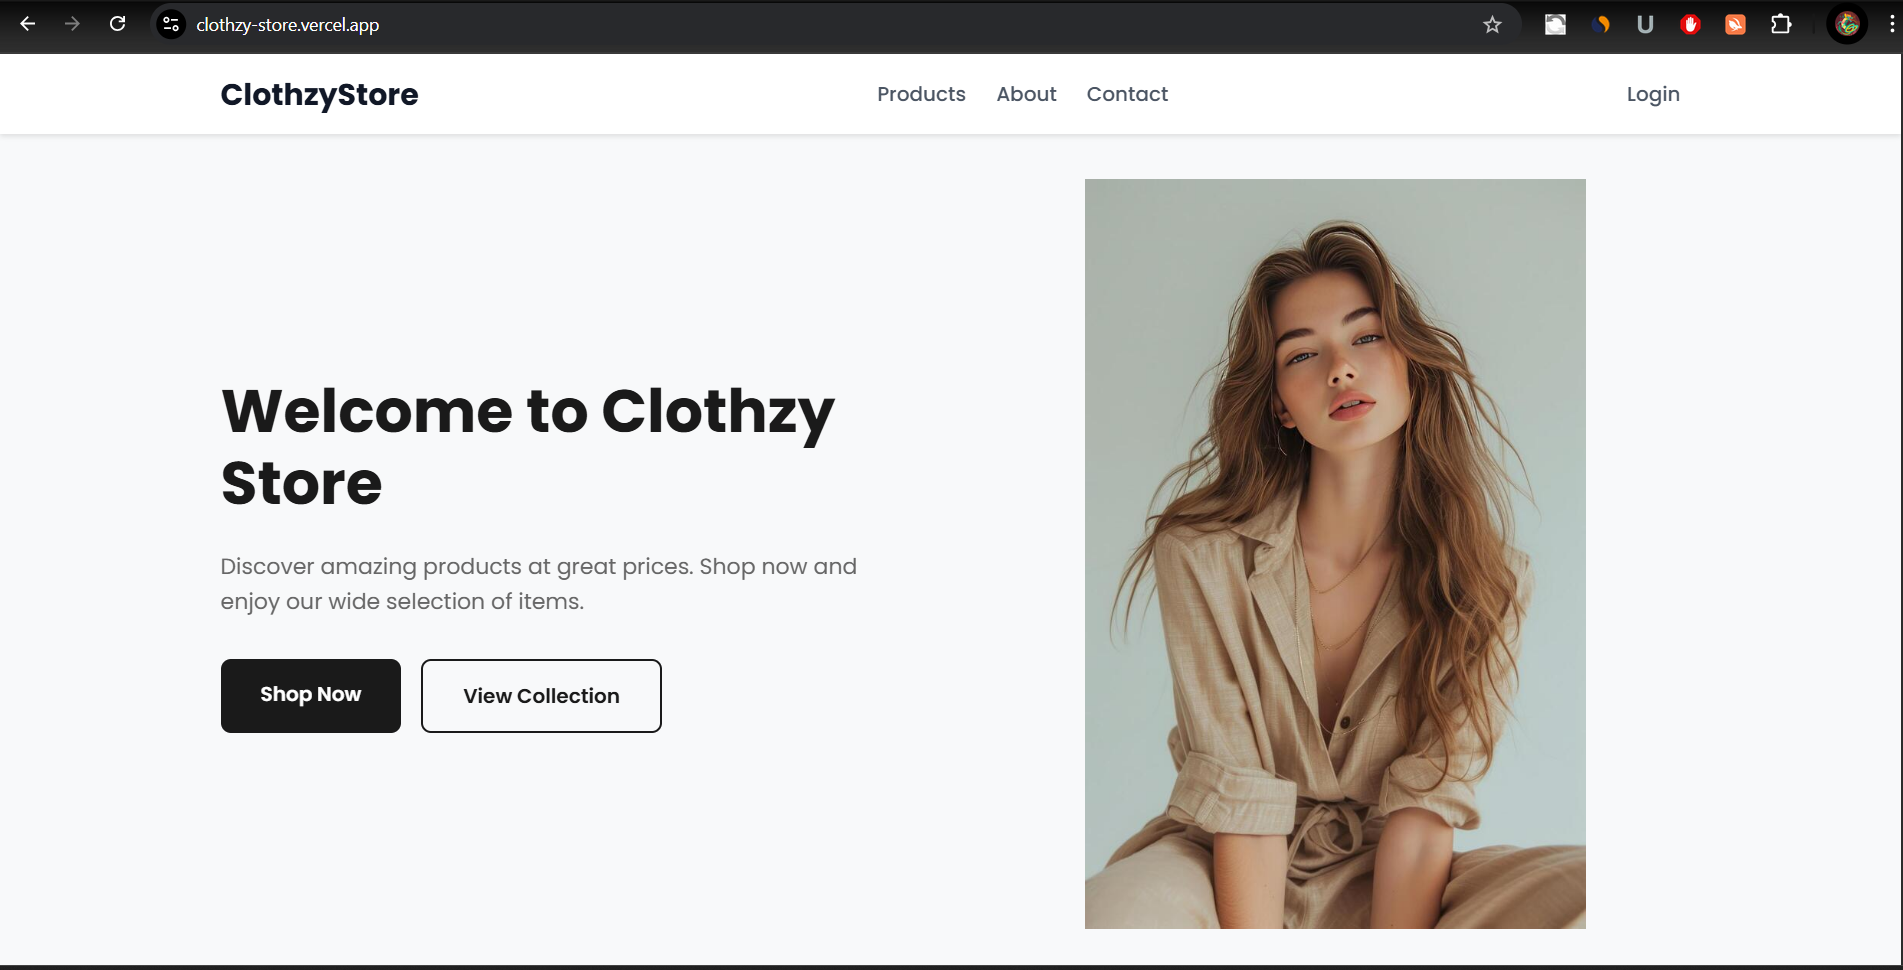 clothzy-store.vercel.app
ClothzyStore
Products About Contact
Login
Welcome to Clothzy
Store
Discover amazing products at great prices. Shop now and
enjoy our wide selection of items.
Shop Now
View Collection